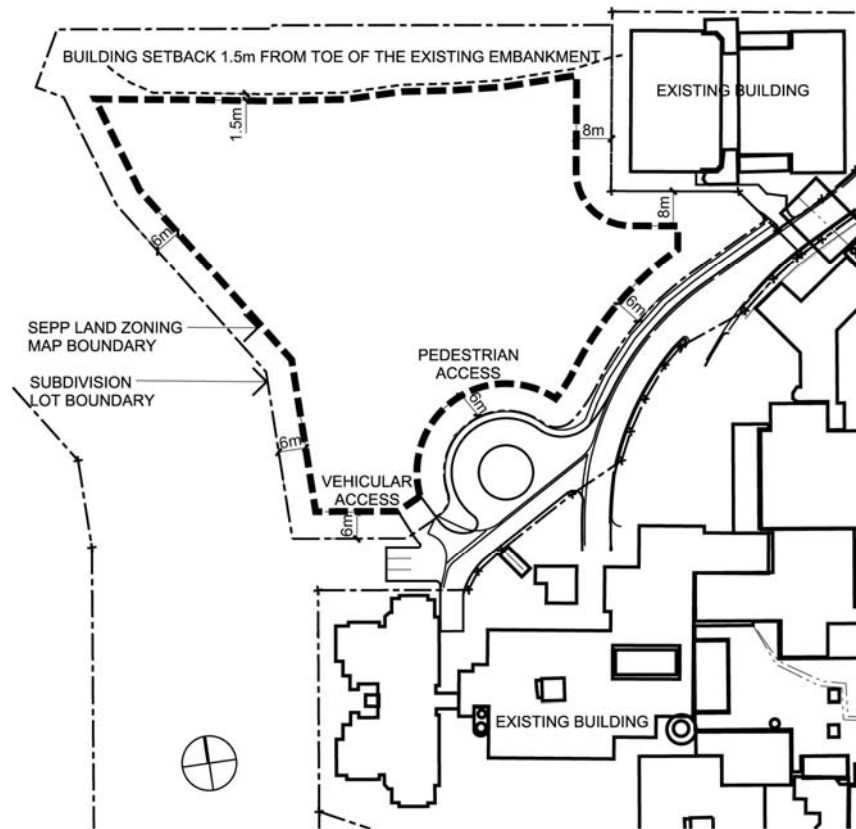 BUILDING SETBACK 1.5m FROM TOE OF THE EXISTING EMBANKMENT
EXISTING BUILDING
1.5m
8m
8m
6m
6m
SEPP LAND ZONING
MAP BOUNDARY
PEDESTRIAN
ACCESS
SUBDIVISION
LOT BOUNDARY
6m
6m
VEHICULAR
ACCESS
6m
EXISTING BUILDING